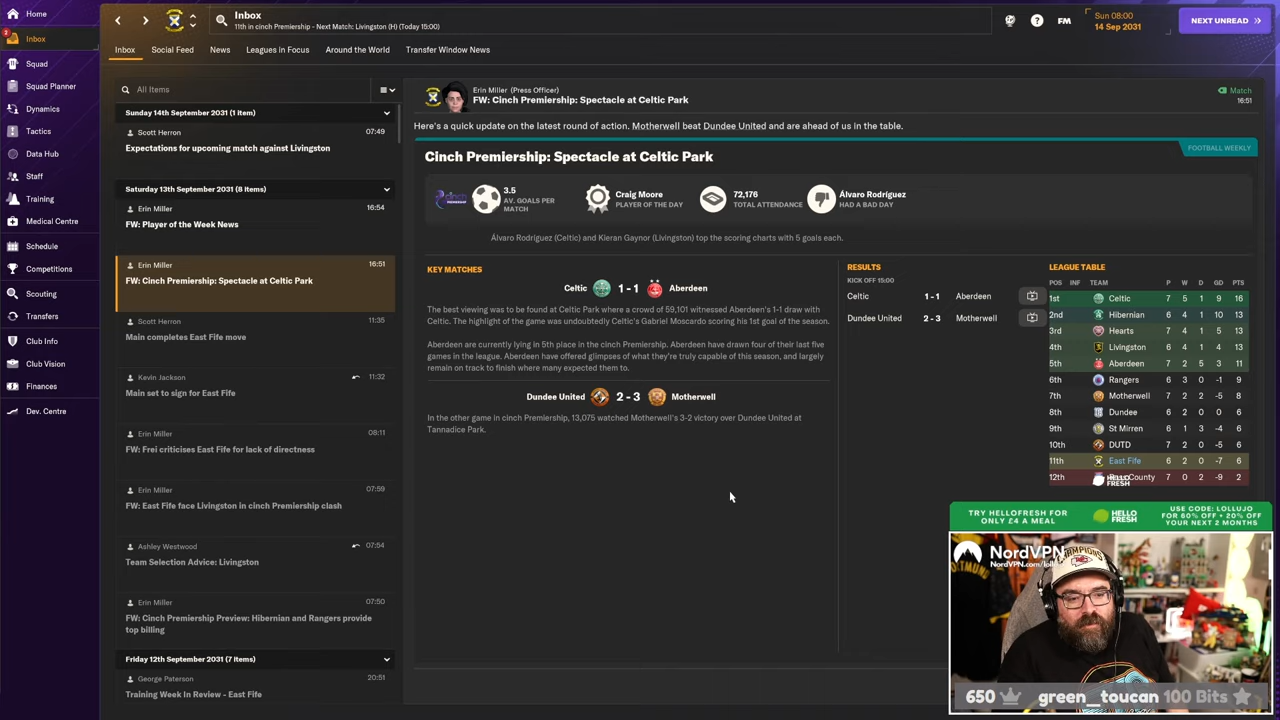 Home
2
Inbox
Squad
Squad Planner
Dynamics
Tactics
Data Hub
Staff
Training
Medical Centre
Schedule
Competitions
Scouting
Transfers
Club Info
Club Vision
Finances
Dev. Centre
Inbox
11th in cinch Premiership - Next Match: Livingston (H) (Today 15:00)
?
FM
Sun 08:00
14 Sep 2031
NEXT UNREAD
Inbox
Social Feed
News
Leagues in Focus
Around the World
Transfer Window News
All Items
Sunday 14th September 2031 (1 Item)
Scott Herron
07:49
Expectations for upcoming match against Livingston
Saturday 13th September 2031 (8 Items)
Erin Miller
16:54
FW: Player of the Week News
Erin Miller
16:51
FW: Cinch Premiership: Spectacle at Celtic Park
Scott Herron
11:35
Main completes East Fife move
Kevin Jackson
11:32
Main set to sign for East Fife
Erin Miller
08:11
FW: Frei criticises East Fife for lack of directness
Erin Miller
07:59
FW: East Fife face Livingston in cinch Premiership clash
Ashley Westwood
07:54
Team Selection Advice: Livingston
Erin Miller
07:50
FW: Cinch Premiership Preview: Hibernian and Rangers provide
top billing
Friday 12th September 2031 (7 Items)
George Paterson
20:51
Training Week In Review - East Fife
Erin Miller (Press Officer)
FW: Cinch Premiership: Spectacle at Celtic Park
Match
16:51
Here's a quick update on the latest round of action. Motherwell beat Dundee United and are ahead of us in the table.
Cinch Premiership: Spectacle at Celtic Park
FOOTBALL WEEKLY
3.5
AV. GOALS PER
MATCH
Craig Moore
PLAYER OF THE DAY
72,176
TOTAL ATTENDANCE
Álvaro Rodríguez
HAD A BAD DAY
Álvaro Rodríguez (Celtic) and Kieran Gaynor (Livingston) top the scoring charts with 5 goals each.
KEY MATCHES
Celtic 1 - 1 Aberdeen
The best viewing was to be found at Celtic Park where a crowd of 59,101 witnessed Aberdeen's 1-1 draw with
Celtic. The highlight of the game was undoubtedly Celtic's Gabriel Moscardo scoring his 1st goal of the season.
Aberdeen are currently lying in 5th place in the cinch Premiership. Aberdeen have drawn four of their last five
games in the league. Aberdeen have offered glimpses of what they're truly capable of this season, and largely
remain on track to finish where many expected them to.
Dundee United 2 - 3 Motherwell
In the other game in cinch Premiership, 13,075 watched Motherwell's 3-2 victory over Dundee United at
Tannadice Park.
RESULTS
KICK OFF 15:00
Celtic 1 - 1 Aberdeen
Dundee United 2 - 3 Motherwell
LEAGUE TABLE
POS INF TEAM P W D GD PTS
1st Celtic 7 5 1 9 16
2nd Hibernian 6 4 1 10 13
3rd Hearts 7 4 1 5 13
4th Livingston 6 4 1 4 13
5th Aberdeen 7 2 5 3 11
6th Rangers 6 3 0 -1 9
7th Motherwell 7 2 2 -5 8
8th Dundee 6 2 0 0 6
9th St Mirren 6 1 3 -4 6
10th DUTD 7 2 0 -5 6
11th East Fife 6 2 0 -7 6
12th County 7 0 2 -9 2
HELLO
FRESH
TRY HELLOFRESH FOR
ONLY £4 A MEAL
HELLO
FRESH
USE CODE: LOLLUJO
FOR 60% OFF + 20% OFF
YOUR NEXT 2 MONTHS
NordVPN
NordVPN.com/
CHAMPIONS
650
green_toucan 100 Bits